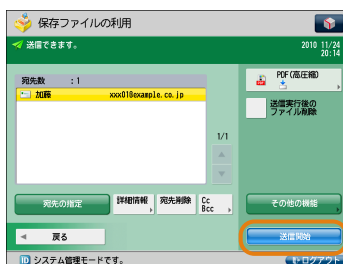 保存ファイルの利用
送信できます。
2010 11/24
20:14
宛先数 :1
加藤 xxx01@example.co.jp
1/1
PDF(高圧縮)
送信実行後の
ファイル削除
宛先の指定
詳細情報
宛先削除
Cc
Bcc
その他の機能
戻る
送信開始
ID システム管理モードです。
ログアウト